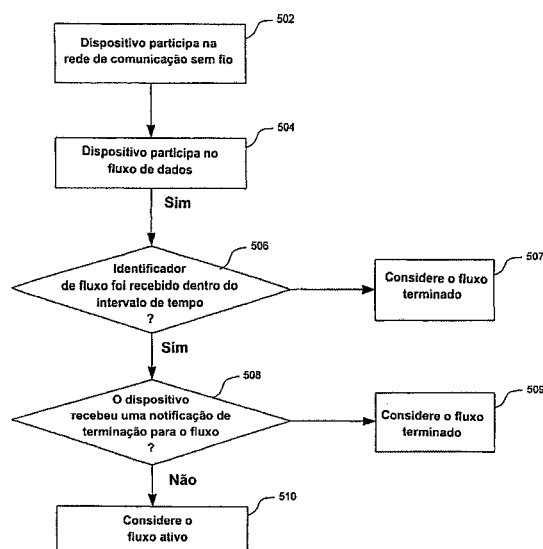 502
Dispositivo participa na
rede de comunicação sem fio
504
Dispositivo participa no
fluxo de dados
Sim
506
Identificador
de fluxo foi recebido dentro do
intervalo de tempo
?
507
Considere o fluxo
terminado
Sim
508
O dispositivo
recebeu uma notificação de
terminação para o fluxo
?
509
Considere o fluxo
terminado
Não
510
Considere o
fluxo ativo